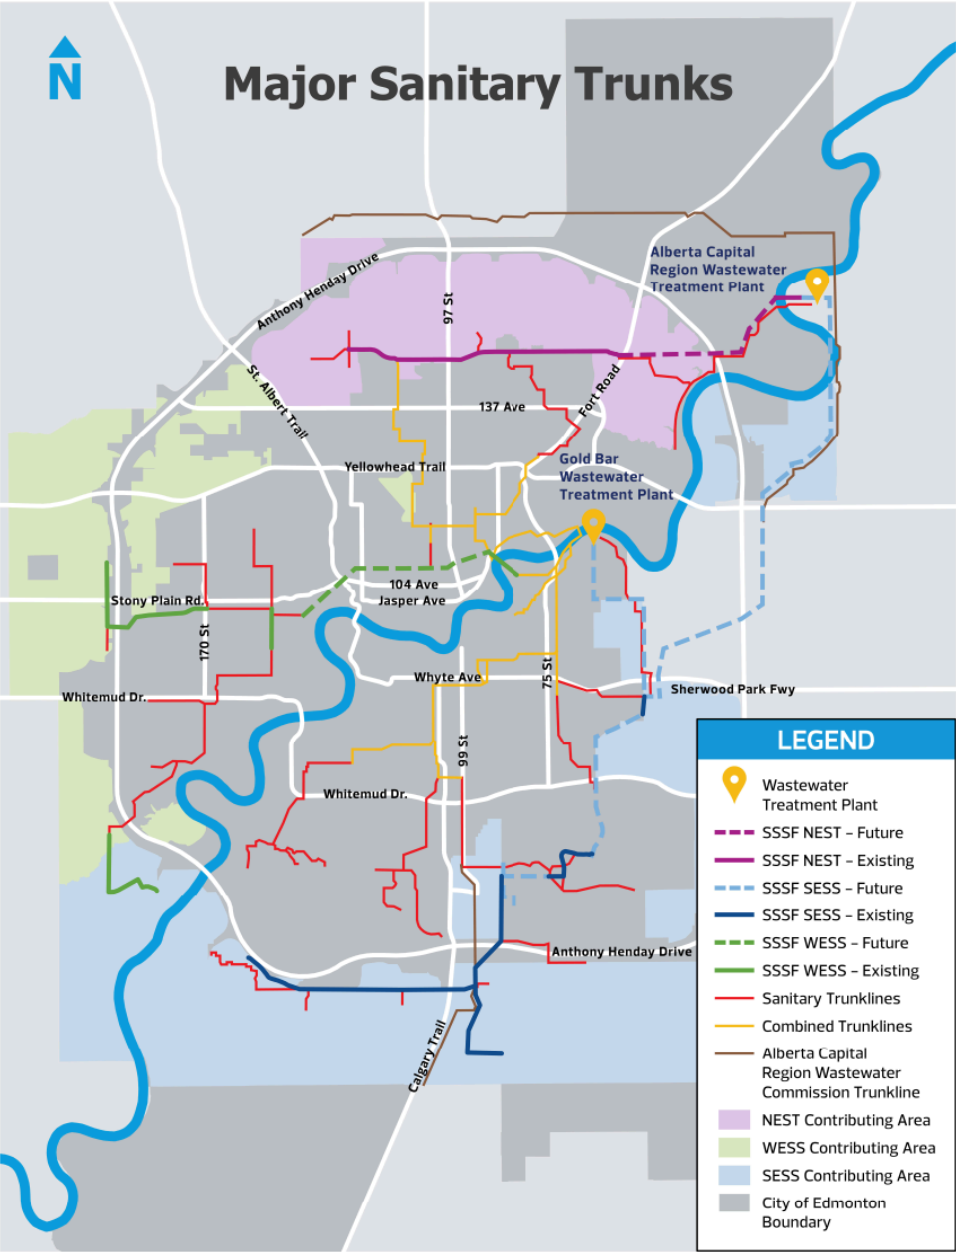 N
Major Sanitary Trunks
Alberta Capital
Region Wastewater
Treatment Plant
Anthony Henday Drive
97 St
St. Albert Trail
137 Ave
Fort Road
Yellowhead Trail
Gold Bar
Wastewater
Treatment Plant
104 Ave
Jasper Ave
Stony Plain Rd.
170 St
Whyte Ave
75 St
Whitemud Dr.
Sherwood Park Fwy
99 St
Whitemud Dr.
Anthony Henday Drive
Calgary Trail
LEGEND
Wastewater
Treatment Plant
SSSF NEST – Future
SSSF NEST – Existing
SSSF SESS – Future
SSSF SESS – Existing
SSSF WESS – Future
SSSF WESS – Existing
Sanitary Trunklines
Combined Trunklines
Alberta Capital
Region Wastewater
Commission Trunkline
NEST Contributing Area
WESS Contributing Area
SESS Contributing Area
City of Edmonton
Boundary